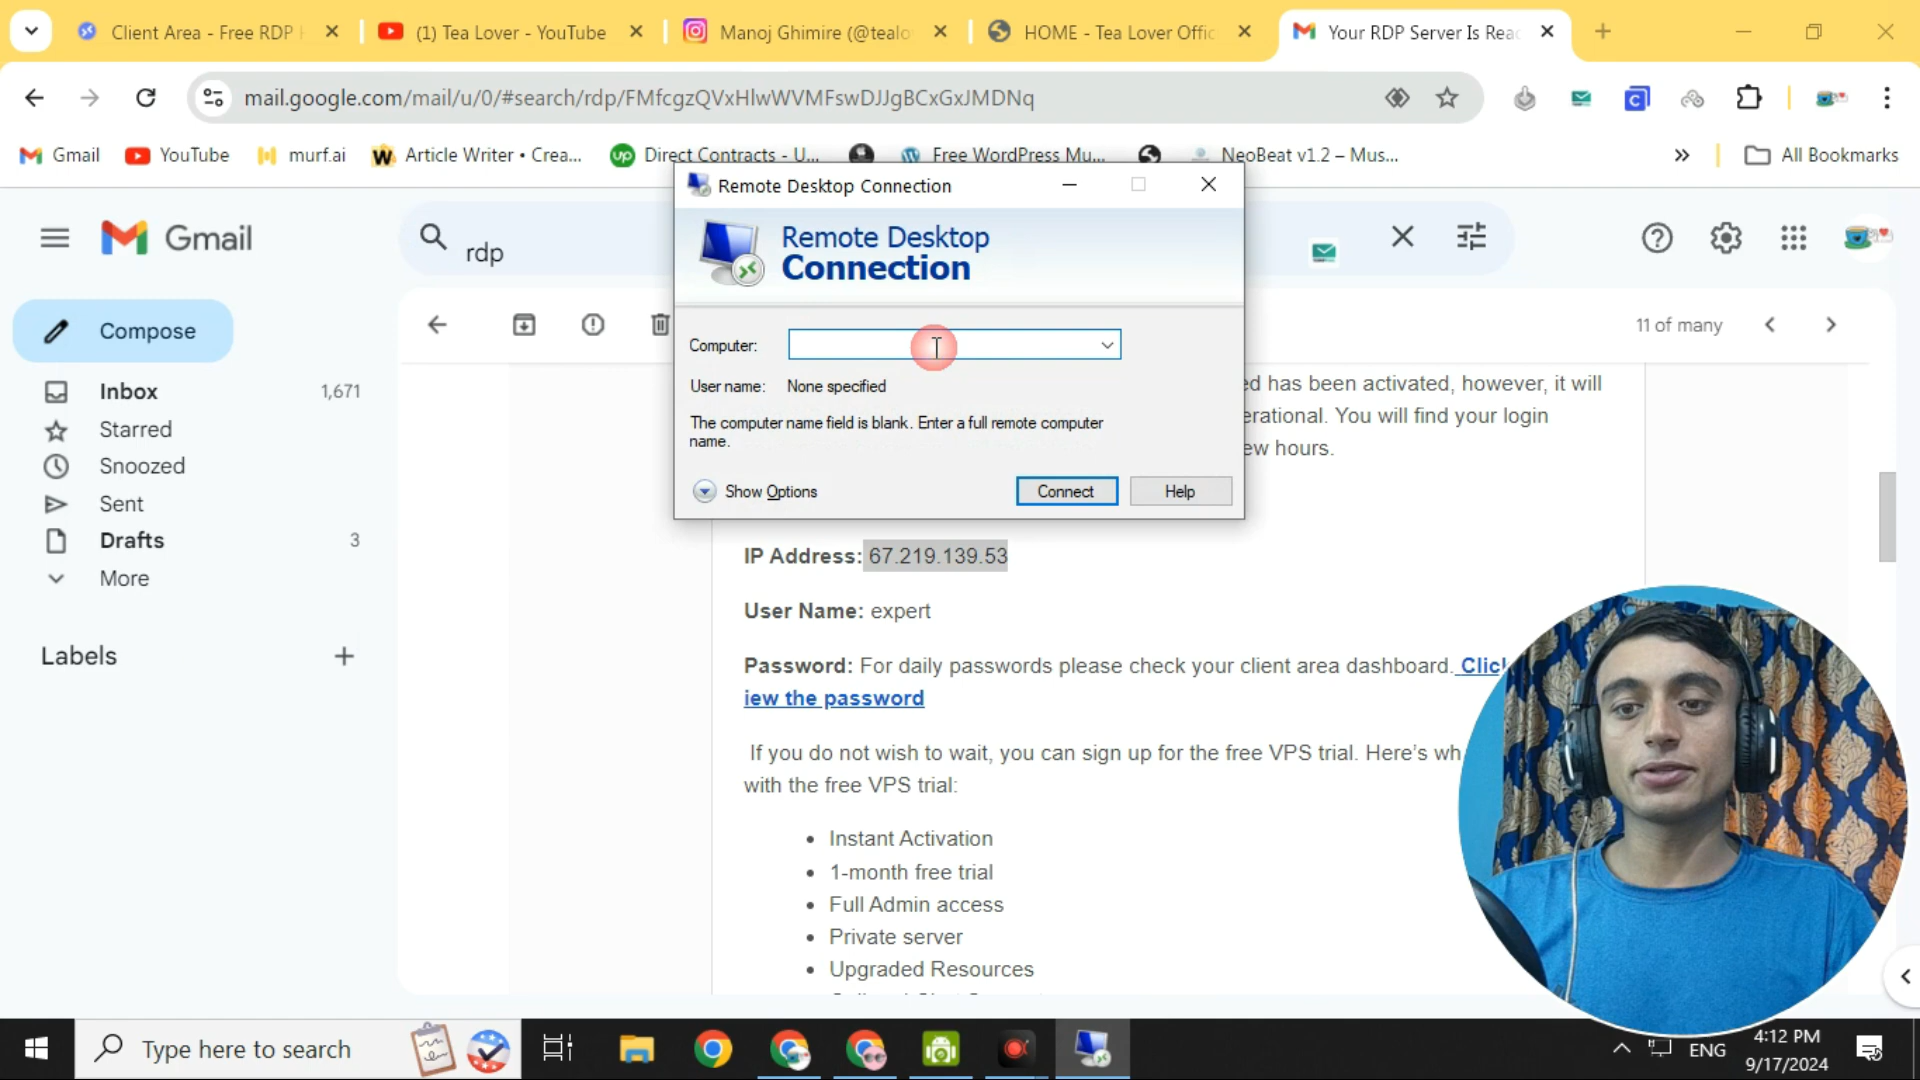 Client Area - Free RDP
(1) Tea Lover - YouTube
Manoj Ghimire (@tealo
HOME - Tea Lover Offic
Your RDP Server Is Rea
mail.google.com/mail/u/0/#search/rdp/FMfcgzQVxHlwWVMFswDJJgBCxGxJMDNq
Gmail
YouTube
murf.ai
Article Writer • Crea...
Direct Contracts - U...
Free WordPress Mu...
NeoBeat v1.2 – Mus...
All Bookmarks
Remote Desktop Connection
Remote Desktop
Connection
Gmail
rdp
Compose
11 of many
Computer:
User name: None specified
The computer name field is blank. Enter a full remote computer
name.
Show Options
Connect
Help
Inbox 1,671
Starred
Snoozed
Sent
Drafts 3
More
Labels
ed has been activated, however, it will
erational. You will find your login
ew hours.
IP Address: 67.219.139.53
User Name: expert
Password: For daily passwords please check your client area dashboard. Clic
iew the password
If you do not wish to wait, you can sign up for the free VPS trial. Here's wh
with the free VPS trial:
• Instant Activation
• 1-month free trial
• Full Admin access
• Private server
• Upgraded Resources
Type here to search
ENG
4:12 PM
9/17/2024